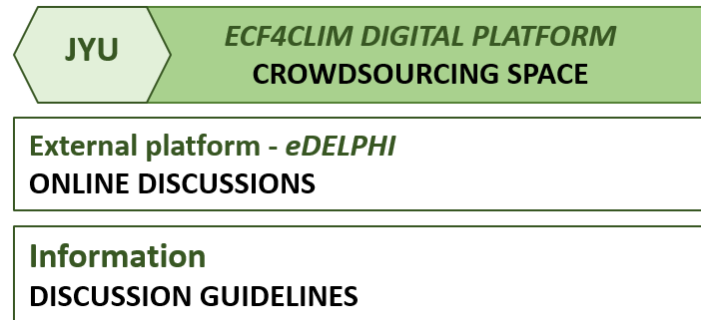 JYU
ECF4CLIM DIGITAL PLATFORM
CROWDSOURCING SPACE
External platform - eDELPHI
ONLINE DISCUSSIONS
Information
DISCUSSION GUIDELINES